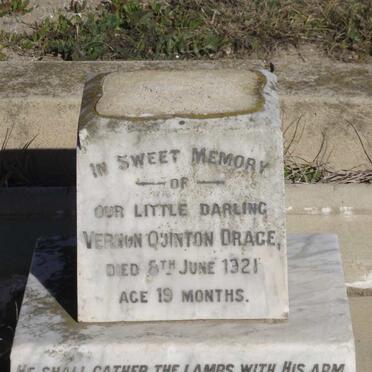 IN SWEET MEMORY
OF
OUR LITTLE DARLING
VERNON QUINTON DRAGE,
DIED 8TH JUNE 1921
AGE 19 MONTHS.
HE SHALL GATHER THE LAMBS WITH HIS ARM